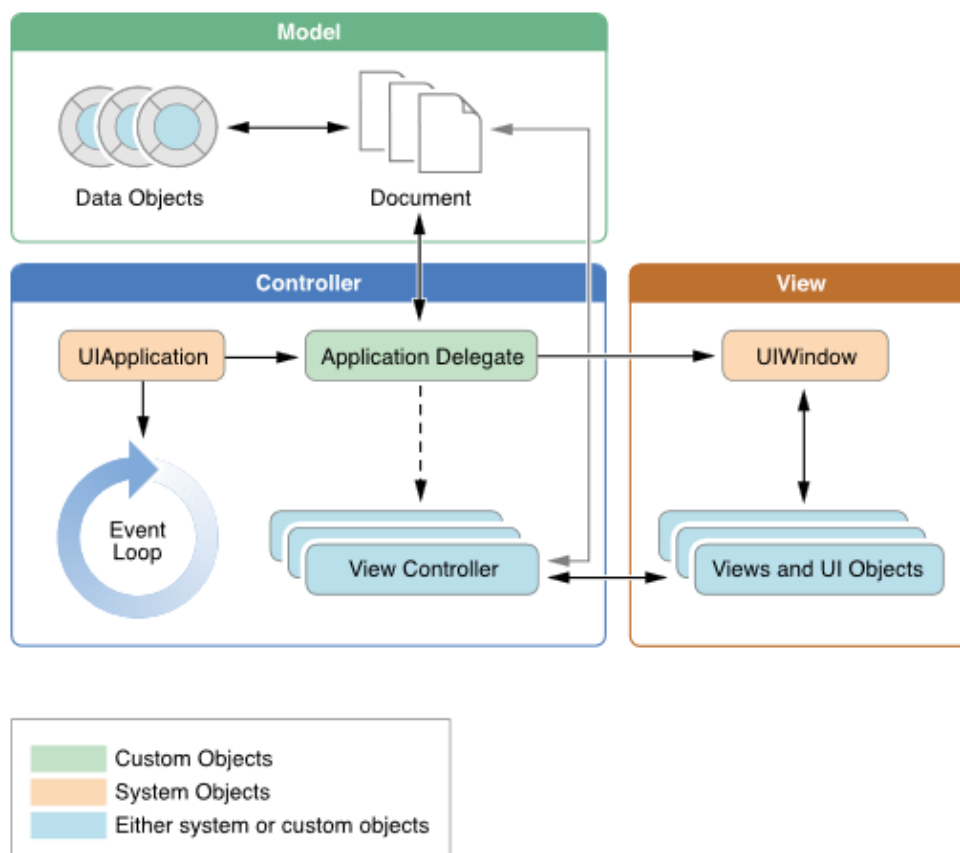 Model
Data Objects
Document
Controller
View
UIApplication
Application Delegate
UIWindow
Event
Loop
View Controller
Views and UI Objects
Custom Objects
System Objects
Either system or custom objects